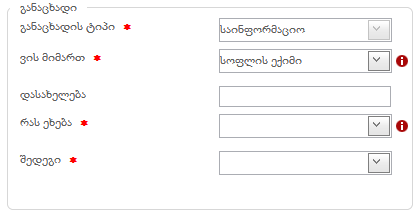 განაცხადი
განაცხადის ტიპი * საინფორმაციო
ვის მიმართ * სოფლის ექიმი
დასახელება
რას ეხება *
შედეგი *